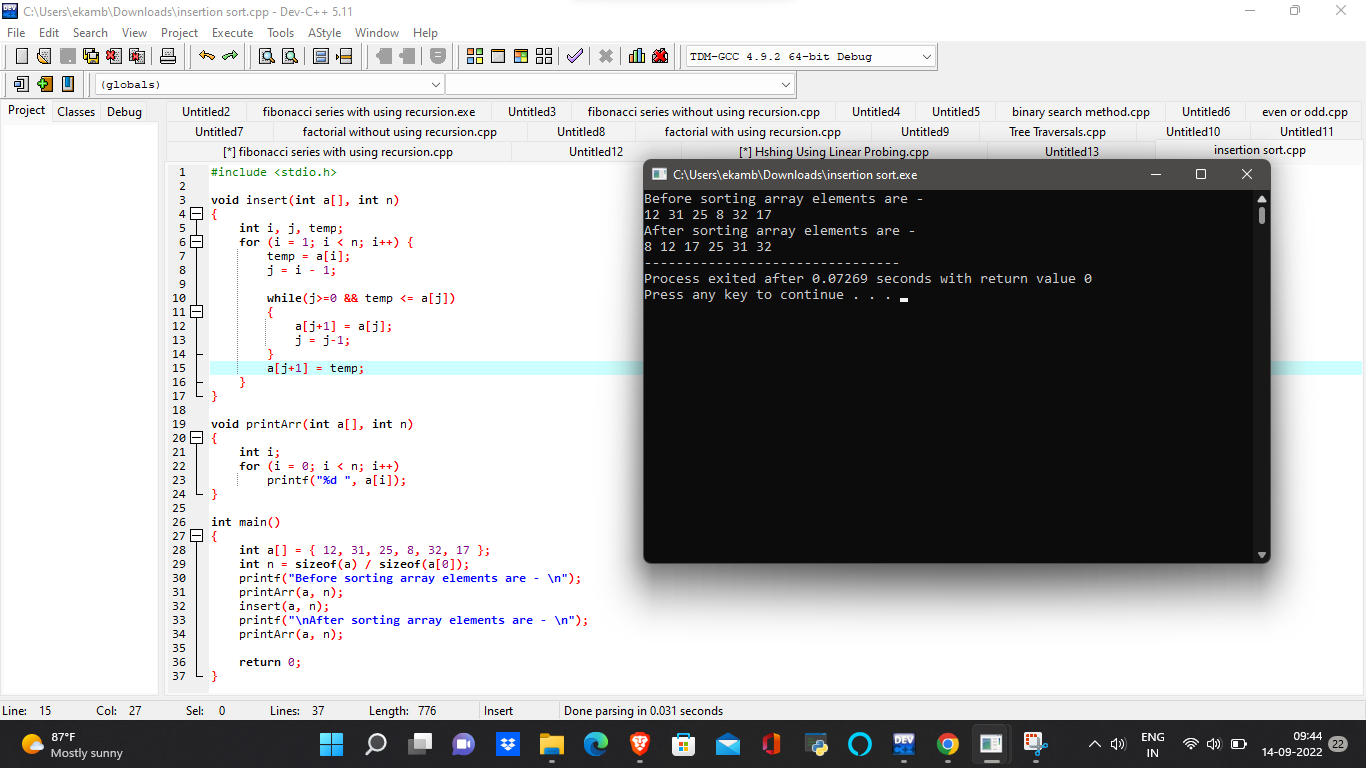 C:\Users\ekamb\Downloads\insertion sort.cpp - Dev-C++ 5.11
File Edit Search View Project Execute Tools AStyle Window Help
TDM-GCC 4.9.2 64-bit Debug
(globals)
Project Classes Debug
Untitled2 fibonacci series with using recursion.exe Untitled3 fibonacci series without using recursion.cpp Untitled4 Untitled5 binary search method.cpp Untitled6 even or odd.cpp
Untitled7 factorial without using recursion.cpp Untitled8 factorial with using recursion.cpp Untitled9 Tree Traversals.cpp Untitled10 Untitled11
[*] fibonacci series with using recursion.cpp Untitled12 [*] Hshing Using Linear Probing.cpp Untitled13 insertion sort.cpp
1 #include <stdio.h>
2
3 void insert(int a[], int n)
4 {
5 int i, j, temp;
6 for (i = 1; i < n; i++) {
7 temp = a[i];
8 j = i - 1;
9
10 while(j>=0 && temp <= a[j])
11 {
12 a[j+1] = a[j];
13 j = j-1;
14 }
15 a[j+1] = temp;
16 }
17 }
18
19 void printArr(int a[], int n)
20 {
21 int i;
22 for (i = 0; i < n; i++)
23 printf("%d ", a[i]);
24 }
25
26 int main()
27 {
28 int a[] = { 12, 31, 25, 8, 32, 17 };
29 int n = sizeof(a) / sizeof(a[0]);
30 printf("Before sorting array elements are - \n");
31 printArr(a, n);
32 insert(a, n);
33 printf("\nAfter sorting array elements are - \n");
34 printArr(a, n);
35
36 return 0;
37 }
C:\Users\ekamb\Downloads\insertion sort.exe
Before sorting array elements are -
12 31 25 8 32 17
After sorting array elements are -
8 12 17 25 31 32
--------------------------------
Process exited after 0.07269 seconds with return value 0
Press any key to continue . . .
Line: 15 Col: 27 Sel: 0 Lines: 37 Length: 776 Insert Done parsing in 0.031 seconds
87°F
Mostly sunny
DEV
ENG
IN
09:44
14-09-2022
22